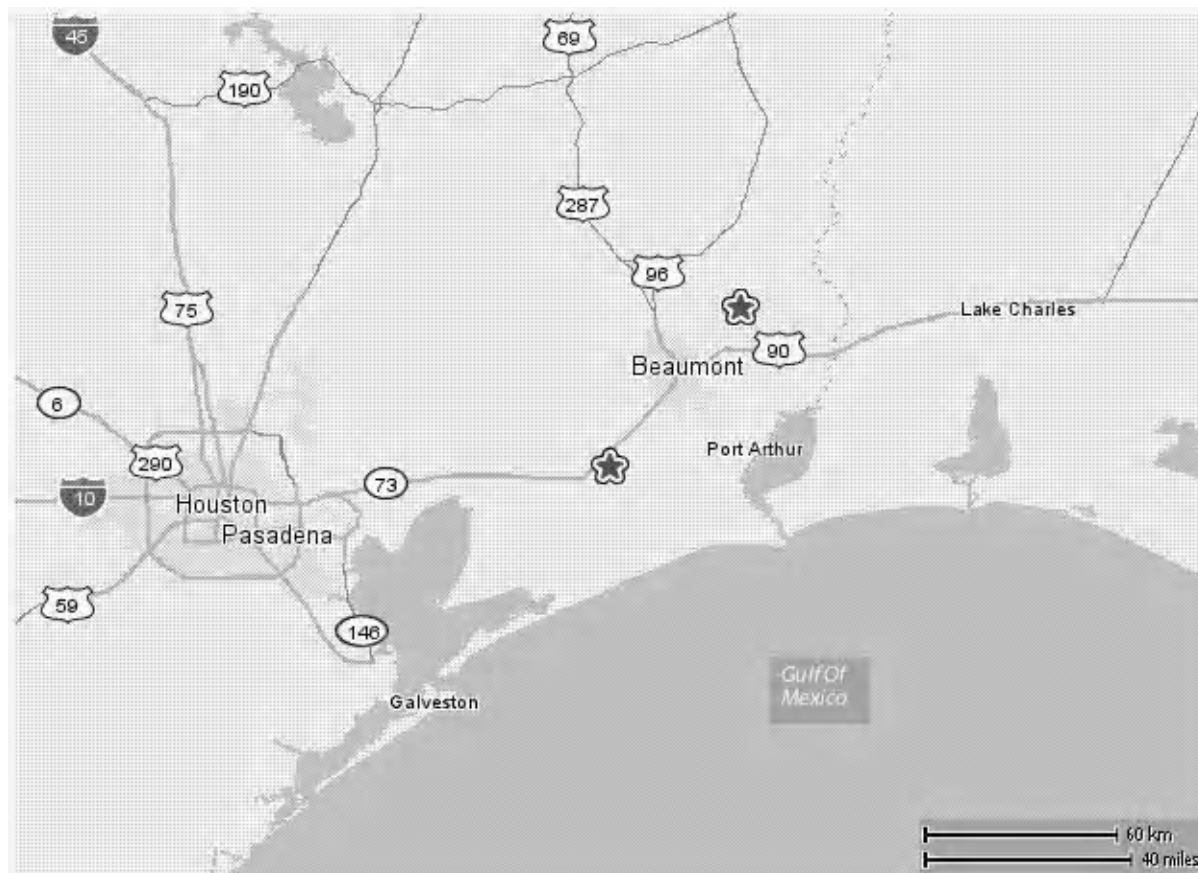 45
69
190
287
96
75
Lake Charles
90
Beaumont
6
Port Arthur
290
73
10
Houston
Pasadena
59
146
Gulf Of
Mexico
Galveston
60 km
40 miles